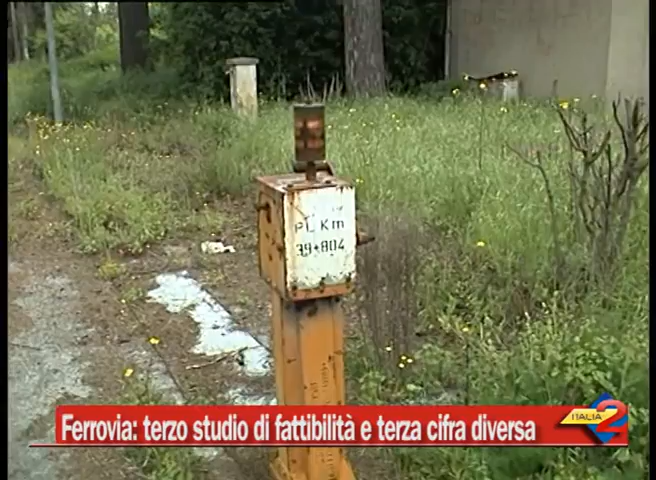 PL Km
39+804
Ferrovia: terzo studio di fattibilità, e terza cifra diversa
ITALIA 2